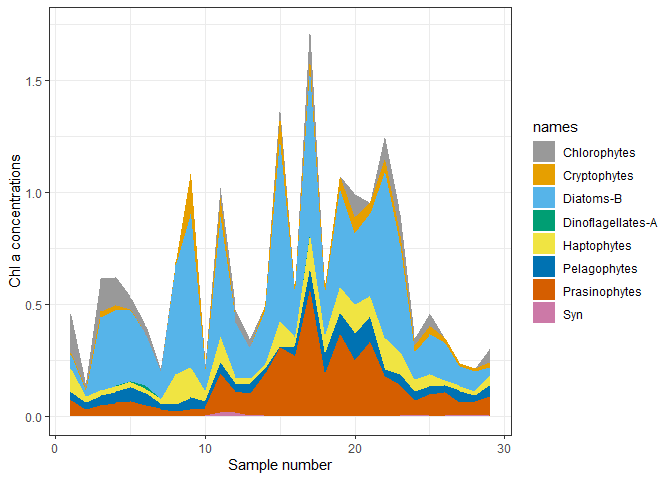 1.5
1.0
0.5
0.0
0
10
20
30
Chl a concentrations
Sample number
names
Chlorophytes
Cryptophytes
Diatoms-B
Dinoflagellates-A
Haptophytes
Pelagophytes
Prasinophytes
Syn